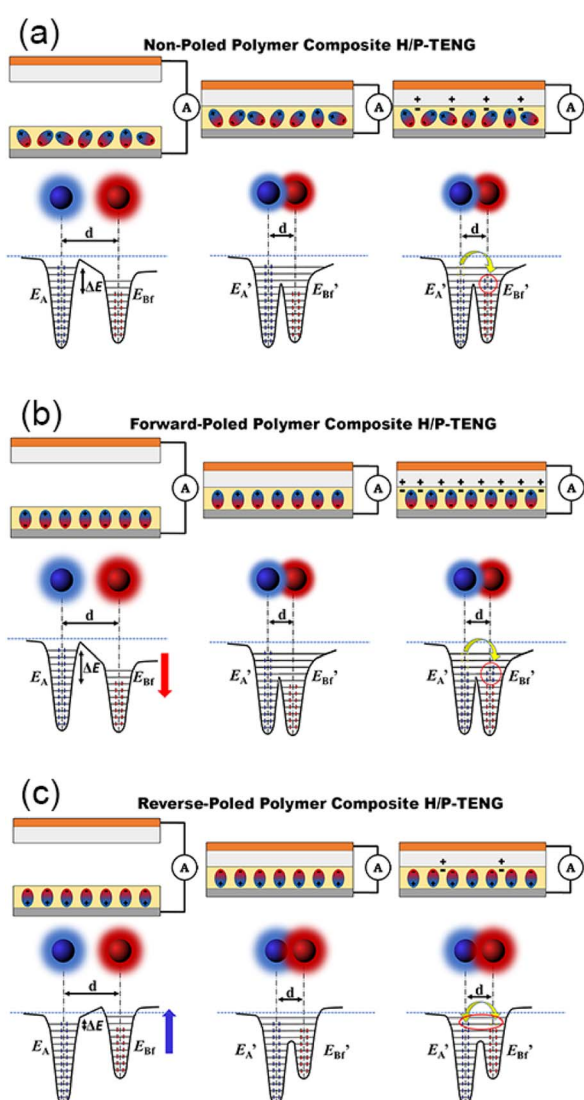 (a)
Non-Poled Polymer Composite H/P-TENG
A
A
A
+ + + +
- - - -
d
d
d
E_A
ΔE
E_Bf
E_A'
E_Bf'
E_A'
E_Bf'
(b)
Forward-Poled Polymer Composite H/P-TENG
A
A
A
+ + + + + + + +
- - - - - - - -
d
d
d
E_A
ΔE
E_Bf
E_A'
E_Bf'
E_A'
E_Bf'
(c)
Reverse-Poled Polymer Composite H/P-TENG
A
A
A
+ +
- -
d
d
d
E_A
ΔE
E_Bf
E_A'
E_Bf'
E_A'
E_Bf'